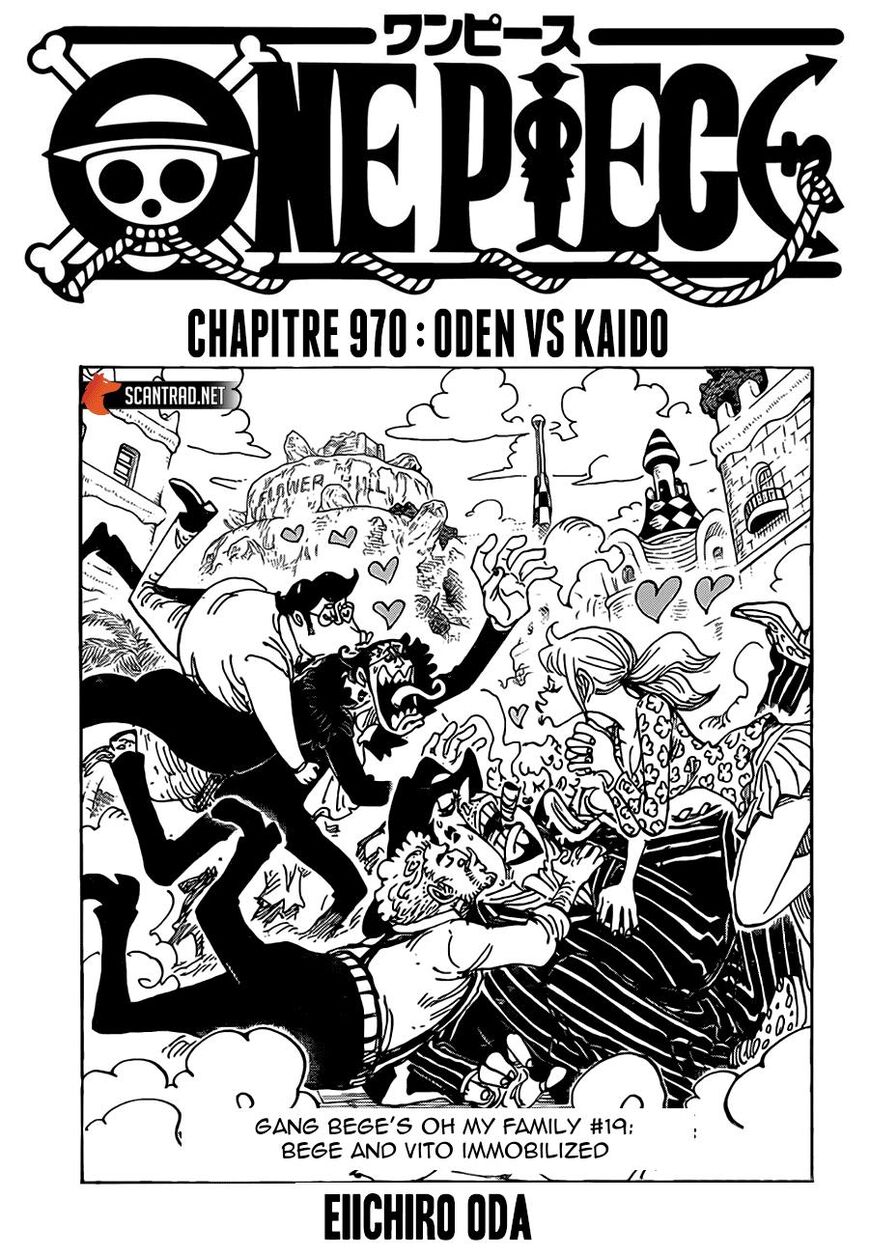 ワンピース
ONE PIECE
CHAPITRE 970 : ODEN VS KAIDO
SCANTRAD.NET
FLOWER HILL
GANG BEGE'S OH MY FAMILY #19:
BEGE AND VITO IMMOBILIZED
EIICHIRO ODA